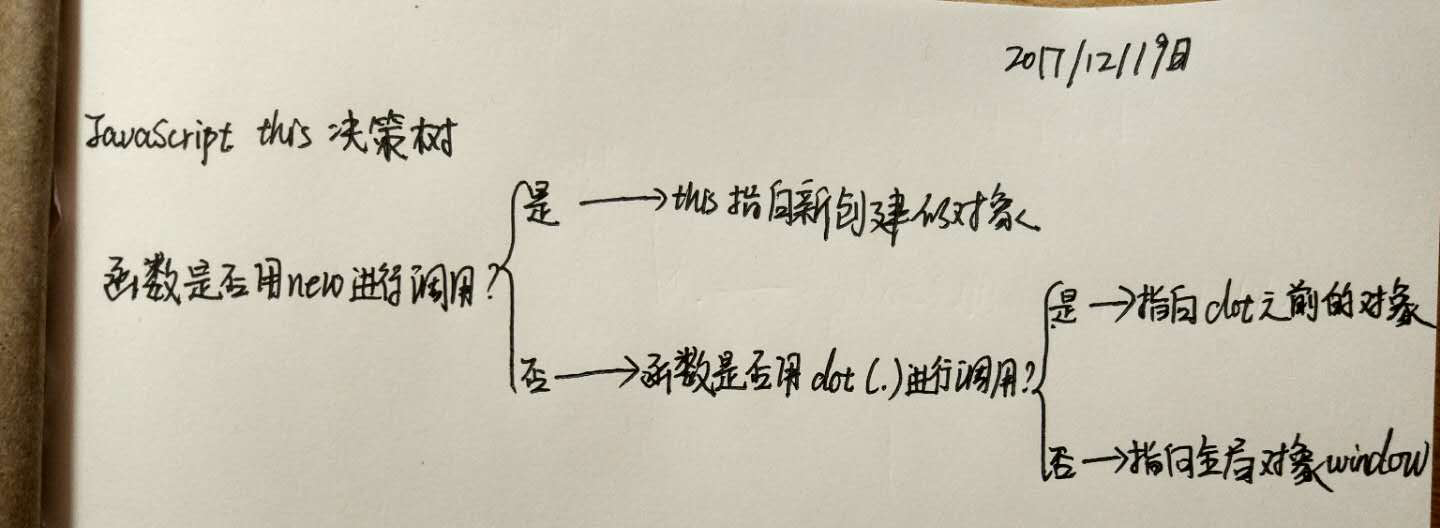 2017/12/19日
JavaScript this 决策树
是 → this 指向新创建的对象
函数是否用new进行调用?
是 → 指向dot之前的对象
否 → 函数是否用 dot (.) 进行调用?
否 → 指向全局对象window